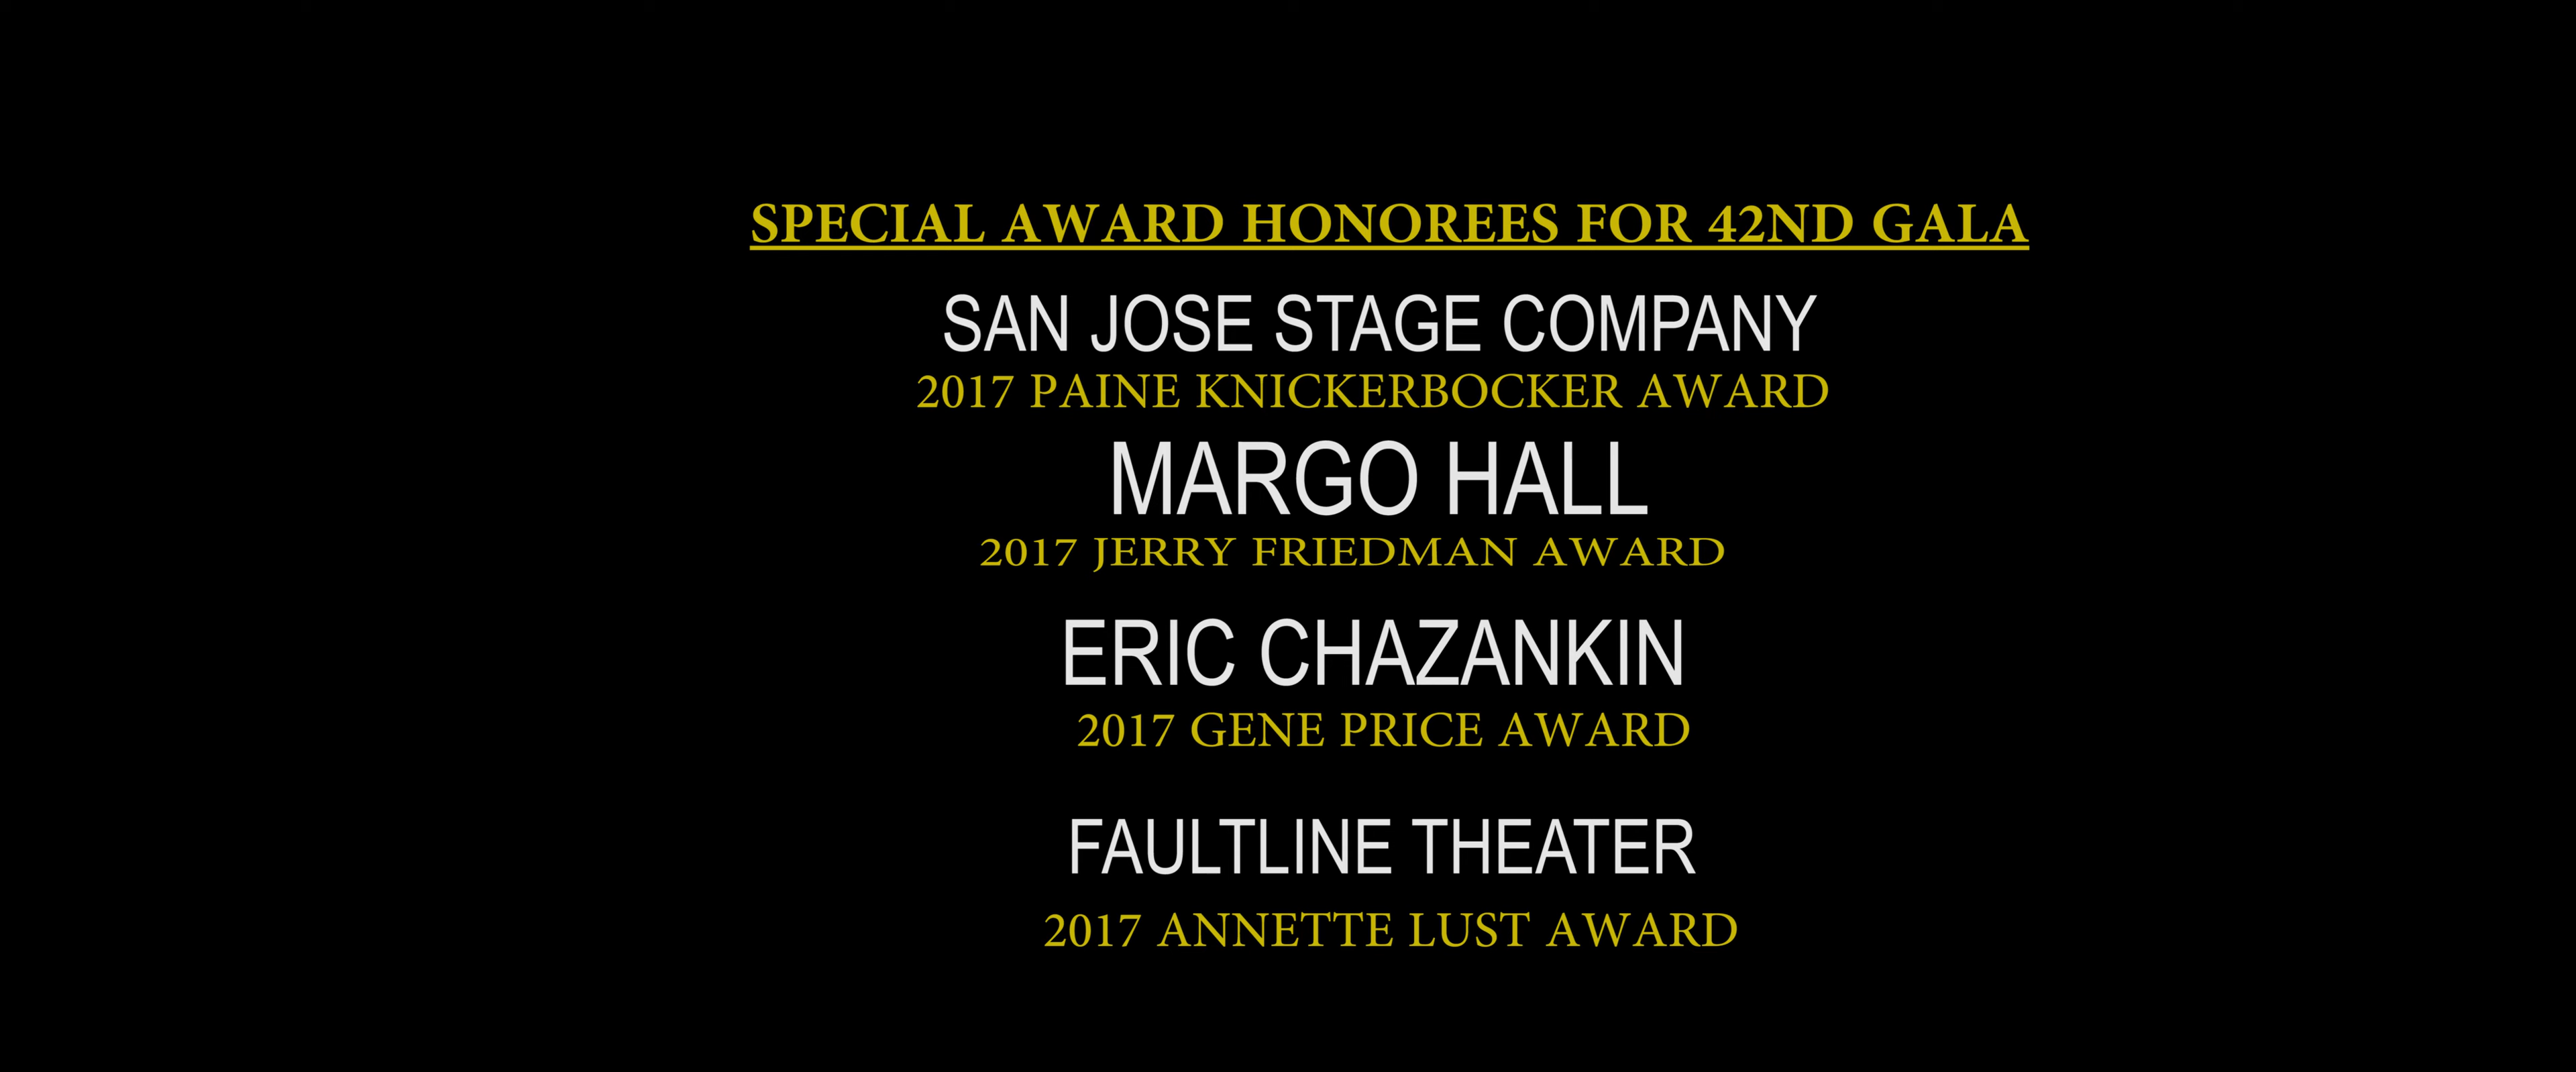 SPECIAL AWARD HONOREES FOR 42ND GALA
SAN JOSE STAGE COMPANY
2017 PAINE KNICKERBOCKER AWARD
MARGO HALL
2017 JERRY FRIEDMAN AWARD
ERIC CHAZANKIN
2017 GENE PRICE AWARD
FAULTLINE THEATER
2017 ANNETTE LUST AWARD